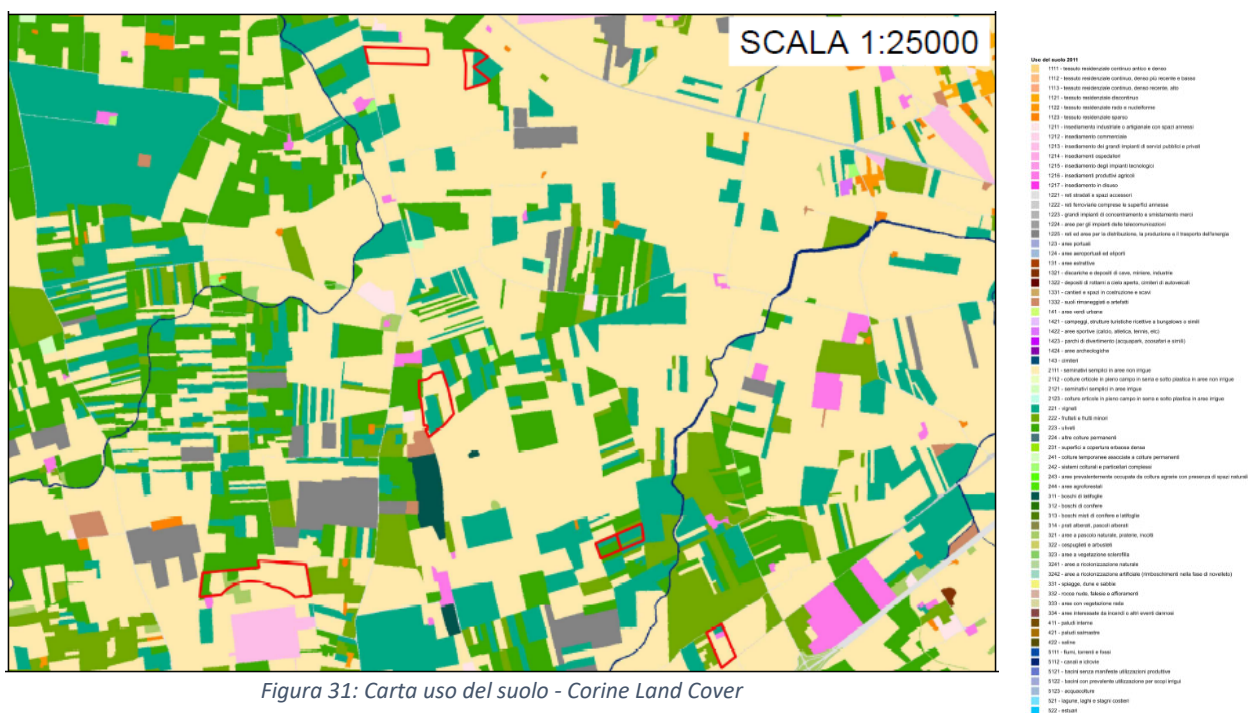 SCALA 1:25000
Uso del suolo 2011
1111 - tessuto residenziale continuo antico e denso
1112 - tessuto residenziale continuo, denso più recente e basso
1113 - tessuto residenziale continuo, denso recente, alto
1121 - tessuto residenziale discontinuo
1122 - tessuto residenziale rado e nucleiforme
1123 - tessuto residenziale sparso
1211 - insediamento industriale o artigianale con spazi annessi
1212 - insediamento commerciale
1213 - insediamento dei grandi impianti di servizi pubblici e privati
1214 - insediamenti ospedalieri
1215 - insediamento degli impianti tecnologici
1216 - insediamenti produttivi agricoli
1217 - insediamento in disuso
1221 - reti stradali e spazi accessori
1222 - reti ferroviarie comprese le superfici annesse
1223 - grandi impianti di concentramento e smistamento merci
1224 - aree per gli impianti delle telecomunicazioni
1225 - reti ed aree per la distribuzione, la produzione e il trasporto dell'energia
123 - aree portuali
124 - aree aeroportuali ed eliporti
131 - aree estrattive
1321 - discariche e depositi di cave, miniere, industrie
1322 - depositi di rottami a cielo aperto, cimiteri di autoveicoli
1331 - cantieri e spazi in costruzione e scavi
1332 - suoli rimaneggiati e artefatti
141 - aree verdi urbane
1421 - campeggi, strutture turistiche ricettive a bungalows o simili
1422 - aree sportive (calcio, atletica, tennis, etc)
1423 - parchi di divertimento (acquapark, zoosafari e simili)
1424 - aree archeologiche
143 - cimiteri
2111 - seminativi semplici in aree non irrigue
2112 - colture orticole in pieno campo in serra e sotto plastica in aree non irrigue
2121 - seminativi semplici in aree irrigue
2123 - colture orticole in pieno campo in serra e sotto plastica in aree irrigue
221 - vigneti
222 - frutteti e frutti minori
223 - uliveti
224 - altre colture permanenti
231 - superfici a copertura erbacea densa
241 - colture temporanee associate a colture permanenti
242 - sistemi colturali e particellari complessi
243 - aree prevalentemente occupate da coltura agrarie con presenza di spazi naturali
244 - aree agroforestali
311 - boschi di latifoglie
312 - boschi di conifere
313 - boschi misti di conifere e latifoglie
314 - prati alberati, pascoli alberati
321 - aree a pascolo naturale, praterie, incolti
322 - cespuglieti e arbusteti
323 - aree a vegetazione sclerofilla
3241 - aree a ricolonizzazione naturale
3242 - aree a ricolonizzazione artificiale (rimboschimenti nella fase di novelleto)
331 - spiagge, dune e sabbie
332 - rocce nude, falesie e affioramenti
333 - aree con vegetazione rada
334 - aree interessate da incendi o altri eventi dannosi
411 - paludi interne
421 - paludi salmastre
422 - saline
5111 - fiumi, torrenti e fossi
5112 - canali e idrovie
5121 - bacini senza manifeste utilizzazioni produttive
5122 - bacini con prevalente utilizzazione per scopi irrigui
5123 - acquacolture
521 - lagune, laghi e stagni costieri
522 - estuari
Figura 31: Carta uso del suolo - Corine Land Cover